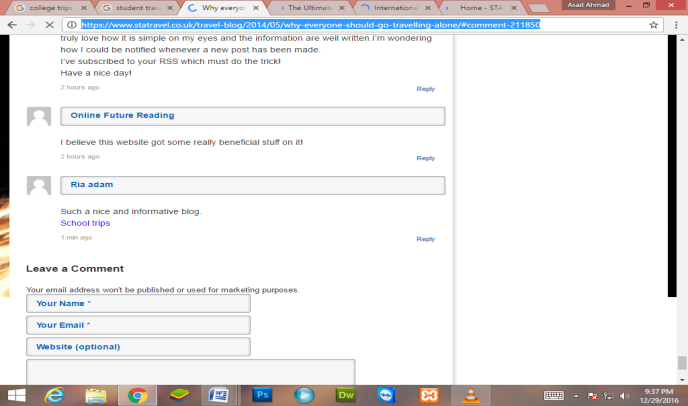 college trips
student trav
Why everyon
The Ultimat
International
Home - STA
Asad Ahmad
https://www.statravel.co.uk/travel-blog/2014/05/why-everyone-should-go-travelling-alone/#comment-211850
truly love how it is simple on my eyes and the information are well written.I'm wondering
how I could be notified whenever a new post has been made.
I've subscribed to your RSS which must do the trick!
Have a nice day!
2 hours ago
Reply
Online Future Reading
I believe this website got some really beneficial stuff on it!
2 hours ago
Reply
Ria adam
Such a nice and informative blog.
School trips
1 min ago
Reply
Leave a Comment
Your email address won't be published or used for marketing purposes.
Your Name *
Your Email *
Website (optional)
Ps
Dw
9:37 PM
12/29/2016